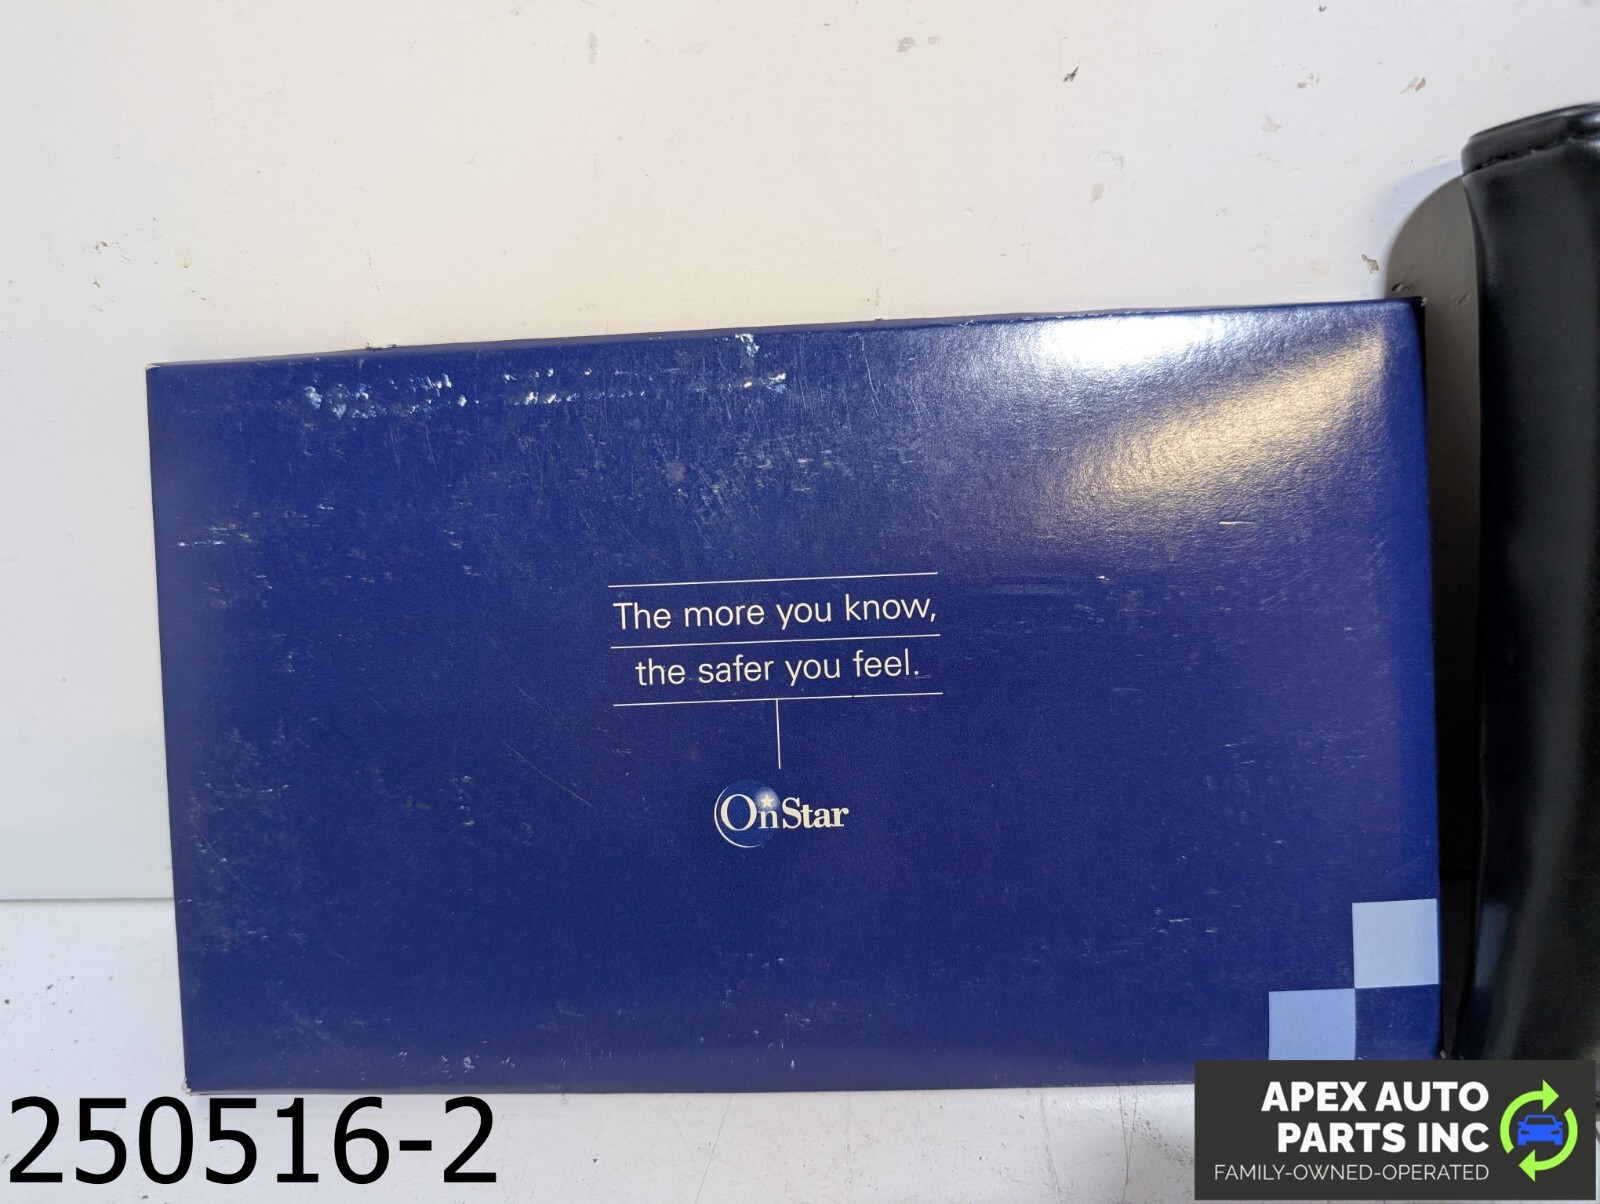 The more you know,
the safer you feel.
OnStar
250516-2
APEX AUTO
PARTS INC
FAMILY-OWNED-OPERATED